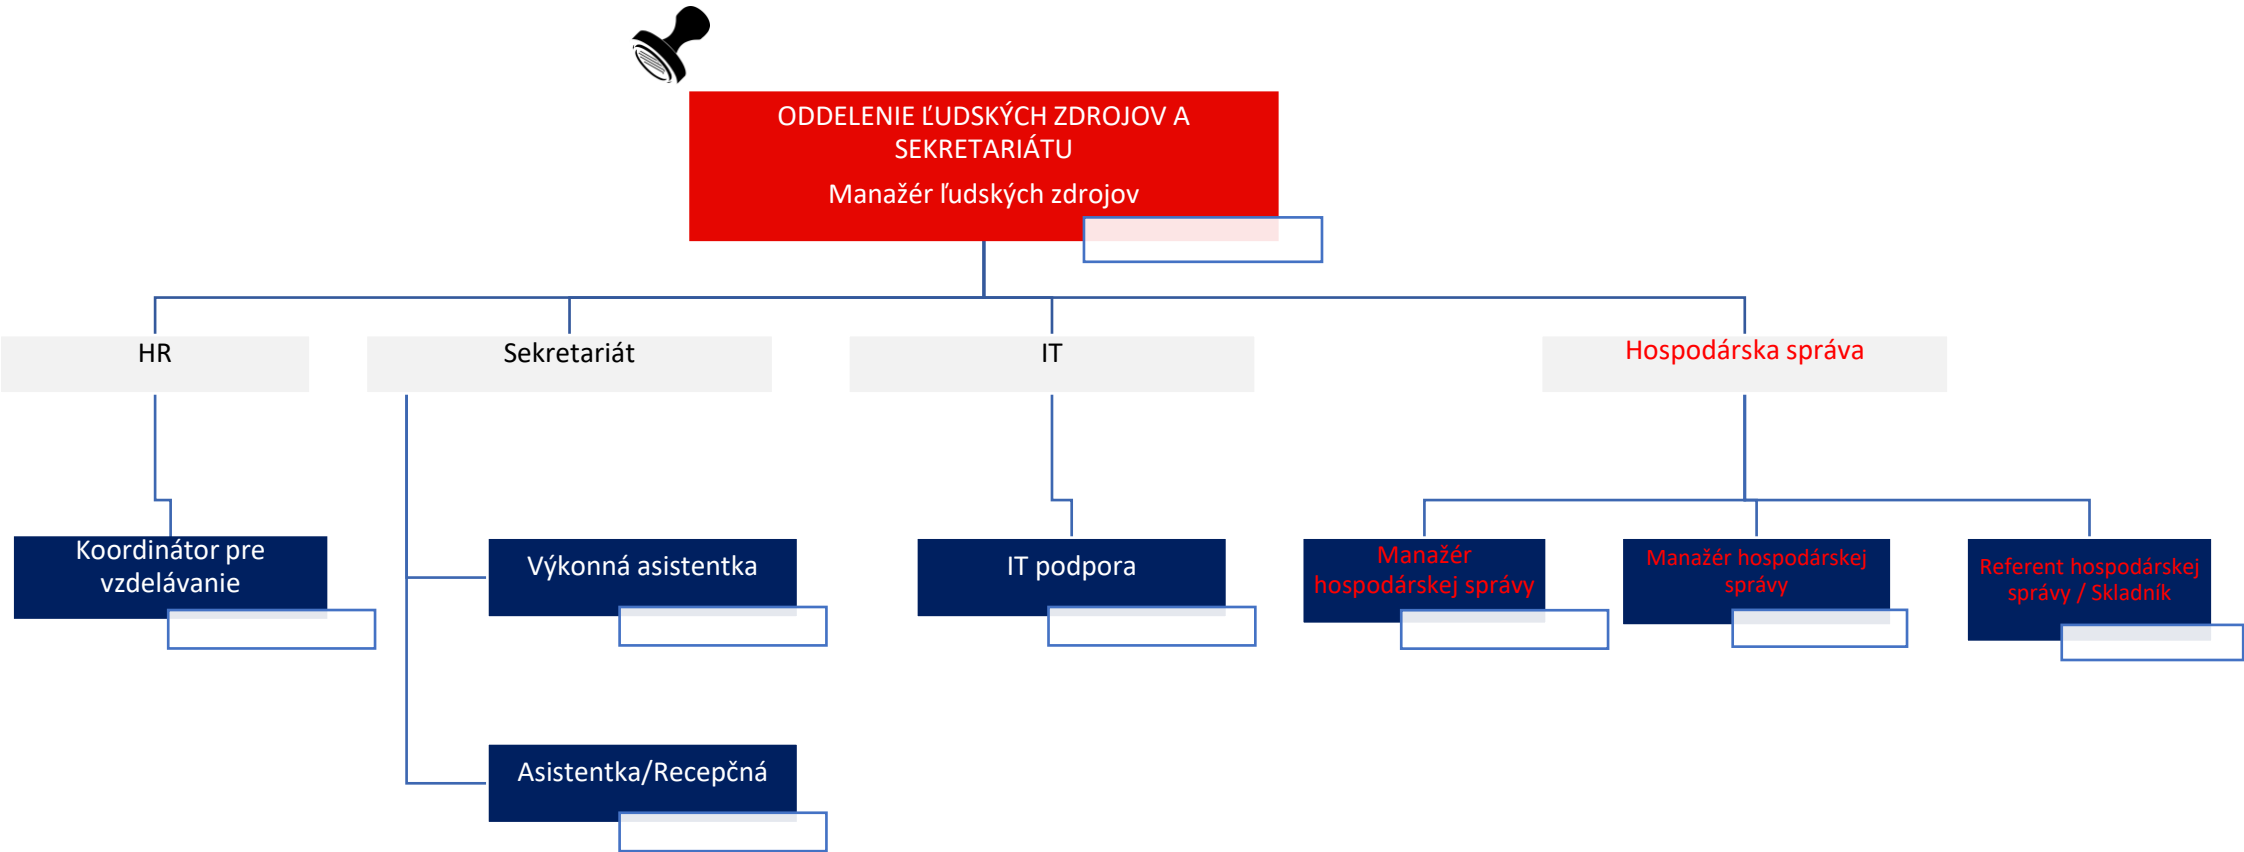 ODDELENIE ĽUDSKÝCH ZDROJOV A
SEKRETARIÁTU
Manažér ľudských zdrojov
HR
Sekretariát
IT
Hospodárska správa
Koordinátor pre
vzdelávanie
Výkonná asistentka
IT podpora
Manažér
hospodárskej správy
Manažér hospodárskej
správy
Referent hospodárskej
správy / Skladník
Asistentka/Recepčná